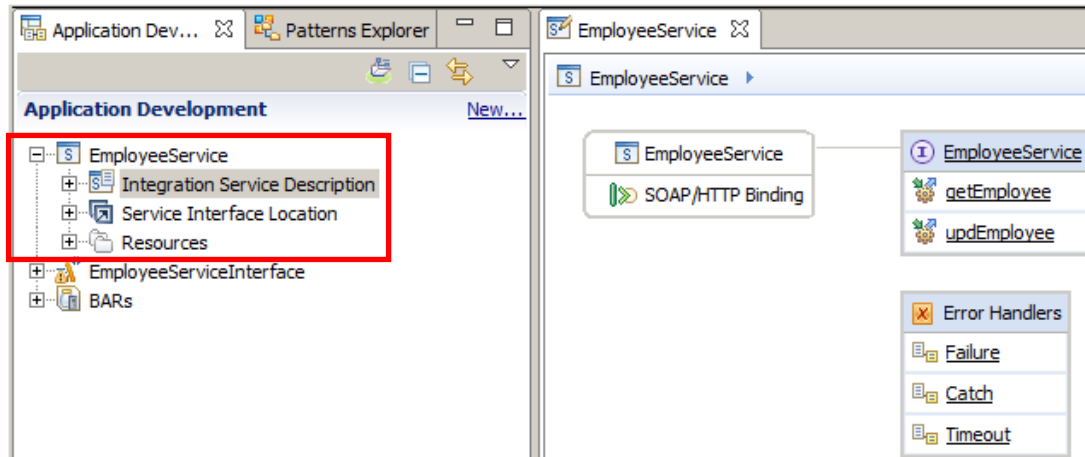 Application Dev...
Patterns Explorer
Application Development
New...
EmployeeService
Integration Service Description
Service Interface Location
Resources
EmployeeServiceInterface
BARs
EmployeeService
EmployeeService
EmployeeService
SOAP/HTTP Binding
EmployeeService
getEmployee
updEmployee
Error Handlers
Failure
Catch
Timeout